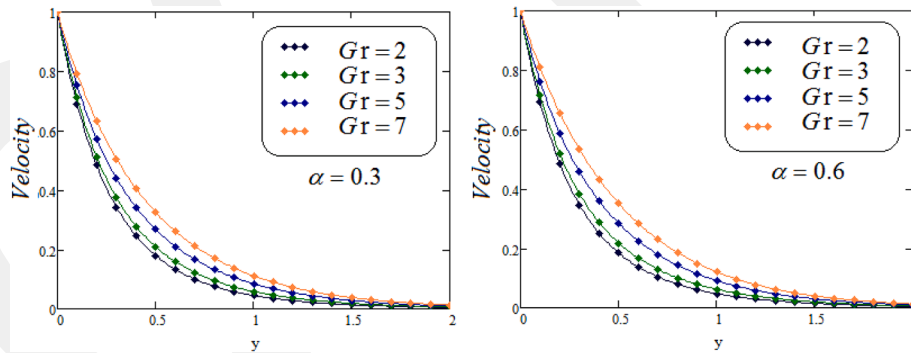 Gr = 2
Gr = 3
Gr = 5
Gr = 7
α = 0.3
Velocity
1
0.8
0.6
0.4
0.2
0
0
0.5
1
1.5
2
y
Gr = 2
Gr = 3
Gr = 5
Gr = 7
α = 0.6
Velocity
1
0.8
0.6
0.4
0.2
0
0
0.5
1
1.5
y